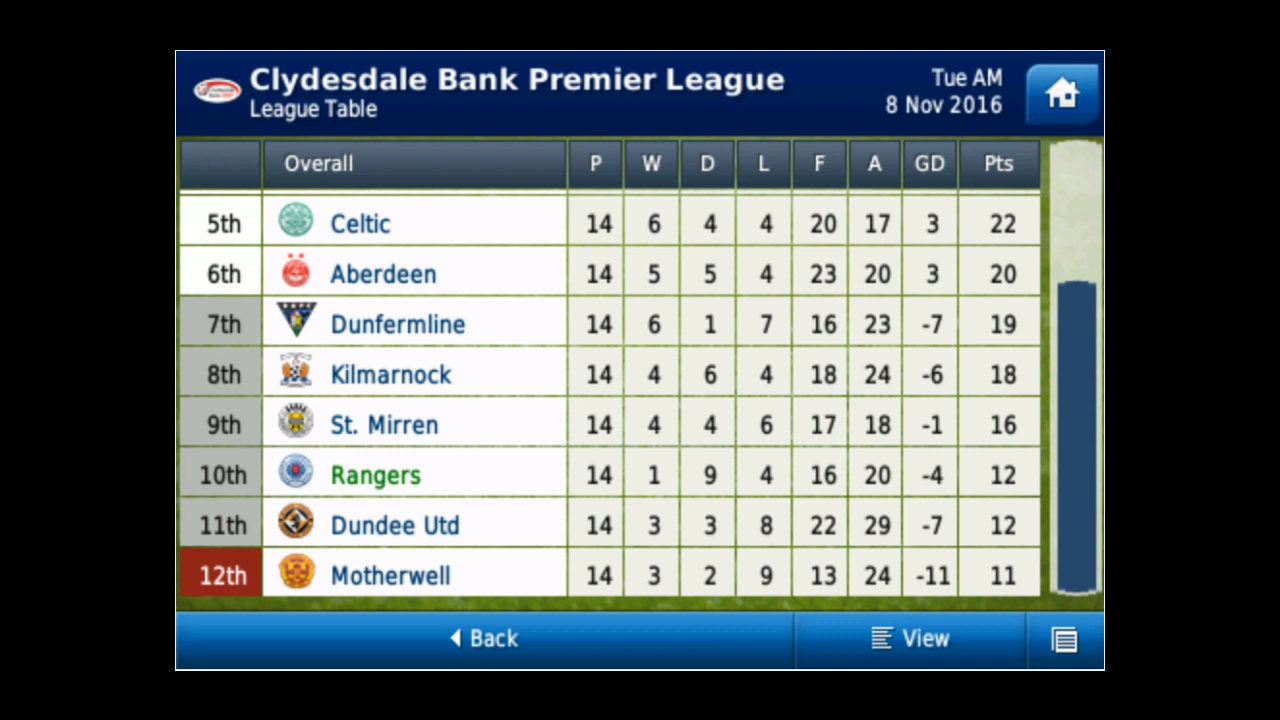 Clydesdale Bank Premier League
League Table
Tue AM
8 Nov 2016
Overall P W D L F A GD Pts
5th Celtic 14 6 4 4 20 17 3 22
6th Aberdeen 14 5 5 4 23 20 3 20
7th Dunfermline 14 6 1 7 16 23 -7 19
8th Kilmarnock 14 4 6 4 18 24 -6 18
9th St. Mirren 14 4 4 6 17 18 -1 16
10th Rangers 14 1 9 4 16 20 -4 12
11th Dundee Utd 14 3 3 8 22 29 -7 12
12th Motherwell 14 3 2 9 13 24 -11 11
Back View